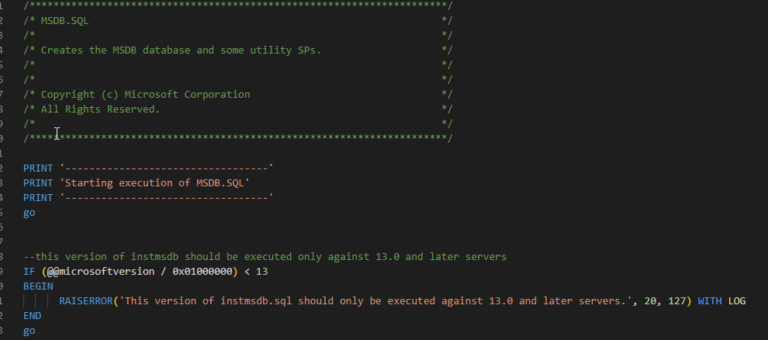 1 /*********************************************************************/
2 /* MSDB.SQL */
3 /* */
4 /* Creates the MSDB database and some utility SPs. */
5 /* */
6 /* */
7 /* Copyright (c) Microsoft Corporation */
8 /* All Rights Reserved. */
9 /* */
0 /*********************************************************************/
1
2 PRINT '----------------------------------'
3 PRINT 'Starting execution of MSDB.SQL'
4 PRINT '----------------------------------'
5 go
6
7
8 --this version of instmsdb should be executed only against 13.0 and later servers
9 IF (@@microsoftversion / 0x01000000) < 13
0 BEGIN
1 RAISERROR('This version of instmsdb.sql should only be executed against 13.0 and later servers.', 20, 127) WITH LOG
2 END
3 go